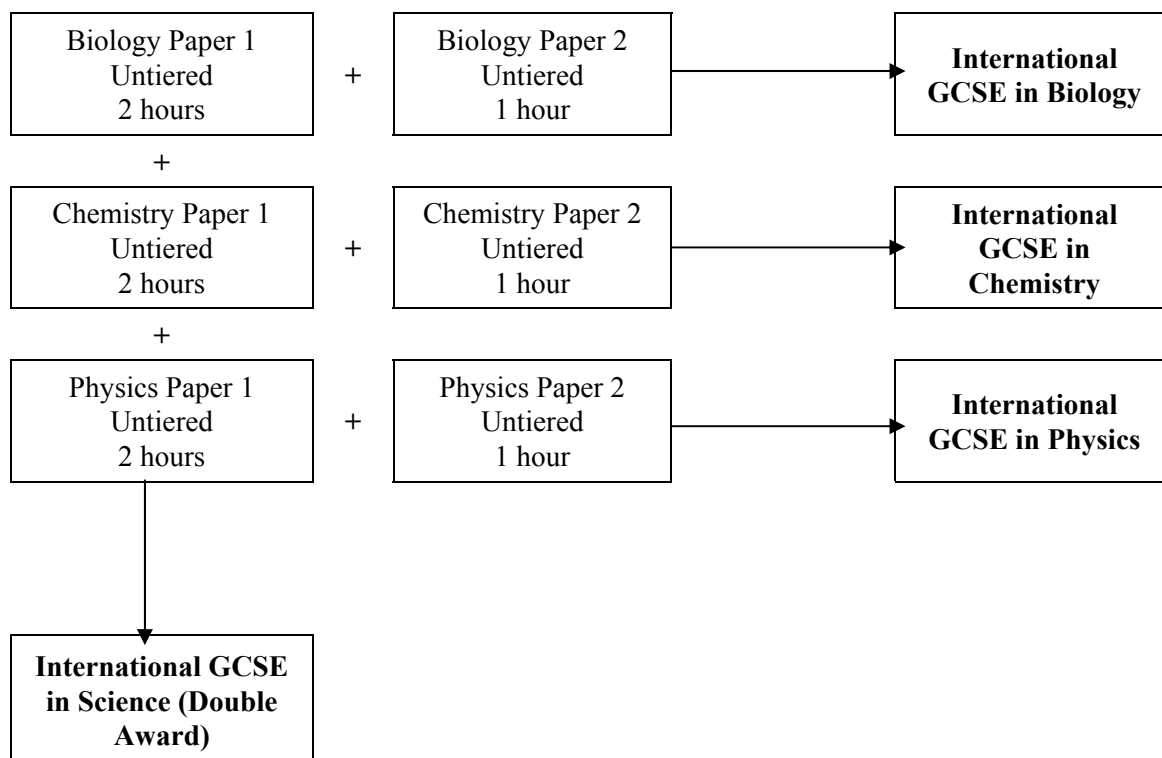 Biology Paper 1
Untiered
2 hours
+
Biology Paper 2
Untiered
1 hour
International
GCSE in Biology
+
Chemistry Paper 1
Untiered
2 hours
+
Chemistry Paper 2
Untiered
1 hour
International
GCSE in
Chemistry
+
Physics Paper 1
Untiered
2 hours
+
Physics Paper 2
Untiered
1 hour
International
GCSE in Physics
International GCSE
in Science (Double
Award)